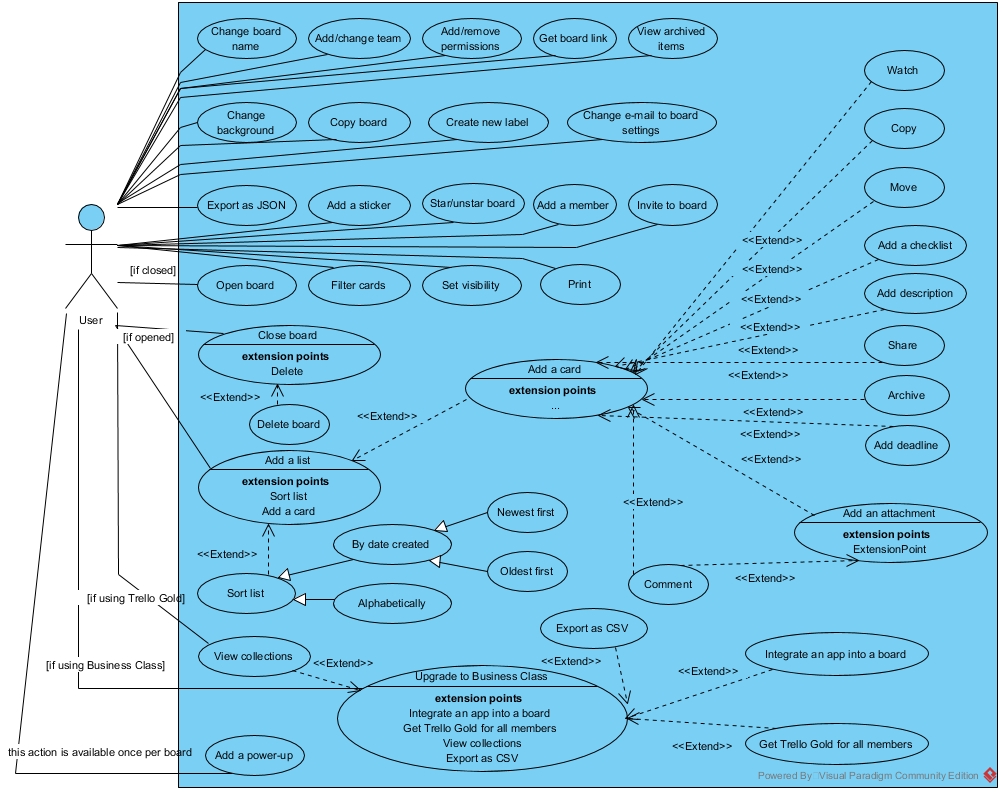 Change board
name
Add/change team
Add/remove
permissions
Get board link
View archived
items
Watch
Change
background
Copy board
Create new label
Change e-mail to board
settings
Copy
Move
Export as JSON
Add a sticker
Star/unstar board
Add a member
Invite to board
<<Extend>>
Add a checklist
[if closed]
<<Extend>>
Open board
Filter cards
Set visibility
Print
Add description
<<Extend>>
User
<<Extend>>
[if opened]
Close board
extension points
Delete
<<Extend>>
Share
<<Extend>>
Add a card
extension points
...
<<Extend>>
Archive
<<Extend>>
<<Extend>>
Delete board
<<Extend>>
<<Extend>>
Add deadline
<<Extend>>
Add a list
extension points
Sort list
Add a card
<<Extend>>
Newest first
Add an attachment
extension points
ExtensionPoint
By date created
<<Extend>>
Oldest first
Comment
<<Extend>>
Sort list
[if using Trello Gold]
Alphabetically
Export as CSV
View collections
<<Extend>>
<<Extend>>
Integrate an app into a board
[if using Business Class]
<<Extend>>
Upgrade to Business Class
extension points
Integrate an app into a board
Get Trello Gold for all members
View collections
Export as CSV
<<Extend>>
Get Trello Gold for all members
this action is available once per board
Add a power-up
Powered By Visual Paradigm Community Edition